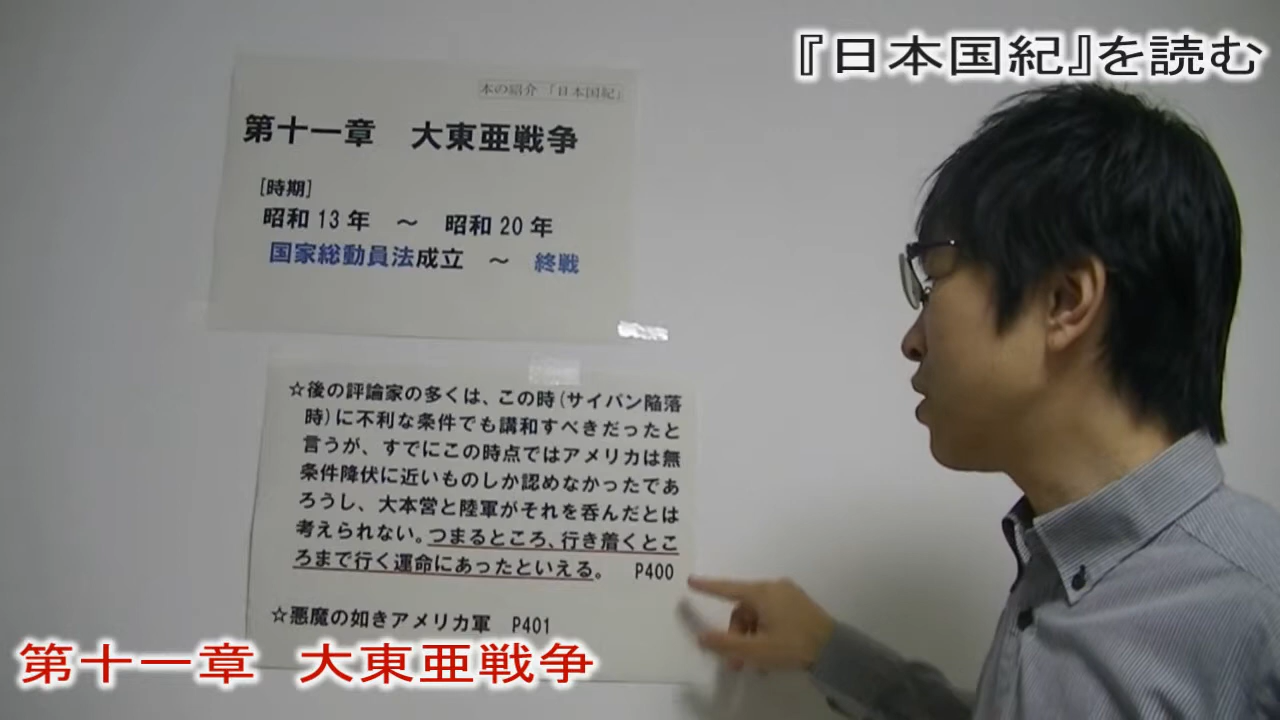 『日本国紀』を読む
本の紹介 「日本国紀」
第十一章 大東亜戦争
[時期]
昭和13年 ～ 昭和20年
国家総動員法成立 ～ 終戦
☆後の評論家の多くは、この時(サイパン陥落
時)に不利な条件でも講和すべきだったと
言うが、すでにこの時点ではアメリカは無
条件降伏に近いものしか認めなかったであ
ろうし、大本営と陸軍がそれを呑んだとは
考えられない。つまるところ、行き着くとこ
ろまで行く運命にあったといえる。 P400
☆悪魔の如きアメリカ軍 P401
第十一章 大東亜戦争